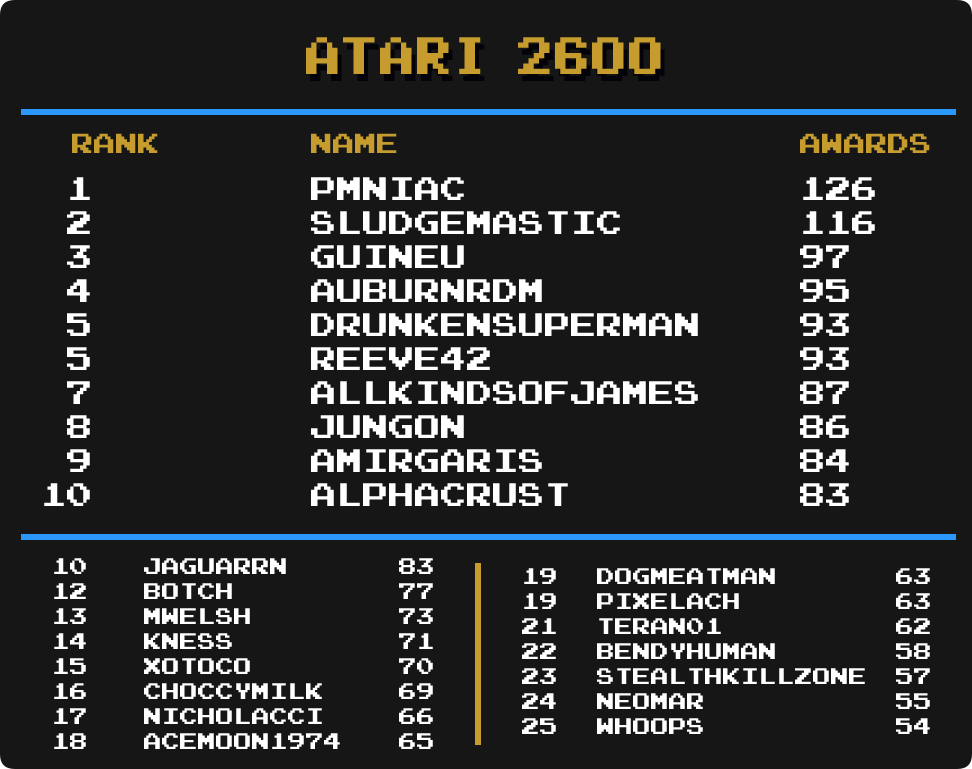 ATARI 2600
RANK NAME AWARDS
1 PMNIAC 126
2 SLUDGEMASTIC 116
3 GUINEU 97
4 AUBURNRDM 95
5 DRUNKENSUPERMAN 93
5 REEVE42 93
7 ALLKINDSOFJAMES 87
8 JUNGON 86
9 AMIRGARIS 84
10 ALPHACRUST 83
10 JAGUARRN 83
12 BOTCH 77
13 MWELSH 73
14 KNESS 71
15 XOTOCO 70
16 CHOCCYMILK 69
17 NICHOLACCI 66
18 ACEMOON1974 65
19 DOGMEATMAN 63
19 PIXELACH 63
21 TERAN01 62
22 BENDYHUMAN 58
23 STEALTHKILLZONE 57
24 NEOMAR 55
25 WHOOPS 54